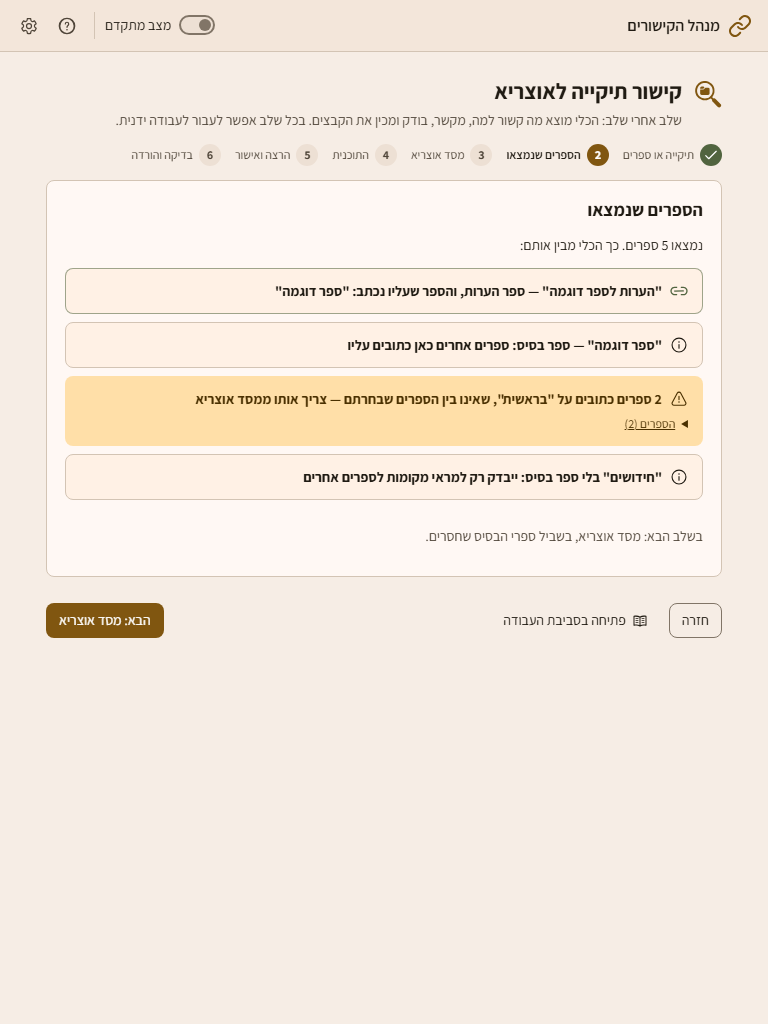 מנהל הקישורים
מצב מתקדם
קישור תיקייה לאוצריא
שלב אחרי שלב: הכלי מוצא מה קשור למה, מקשר, בודק ומכין את הקבצים. בכל שלב אפשר לעבור לעבודה ידנית.
תיקייה או ספרים
2 הספרים שנמצאו
3 מסד אוצריא
4 התוכנית
5 הרצה ואישור
6 בדיקה והורדה
הספרים שנמצאו
נמצאו 5 ספרים. כך הכלי מבין אותם:
"הערות לספר דוגמה" — ספר הערות, והספר שעליו נכתב: "ספר דוגמה"
"ספר דוגמה" — ספר בסיס: ספרים אחרים כאן כתובים עליו
2 ספרים כתובים על "בראשית", שאינו בין הספרים שבחרתם — צריך אותו ממסד אוצריא
הספרים (2)
"חידושים" בלי ספר בסיס: ייבדק רק למראי מקומות לספרים אחרים
בשלב הבא: מסד אוצריא, בשביל ספרי הבסיס שחסרים.
חזרה
פתיחה בסביבת העבודה
הבא: מסד אוצריא